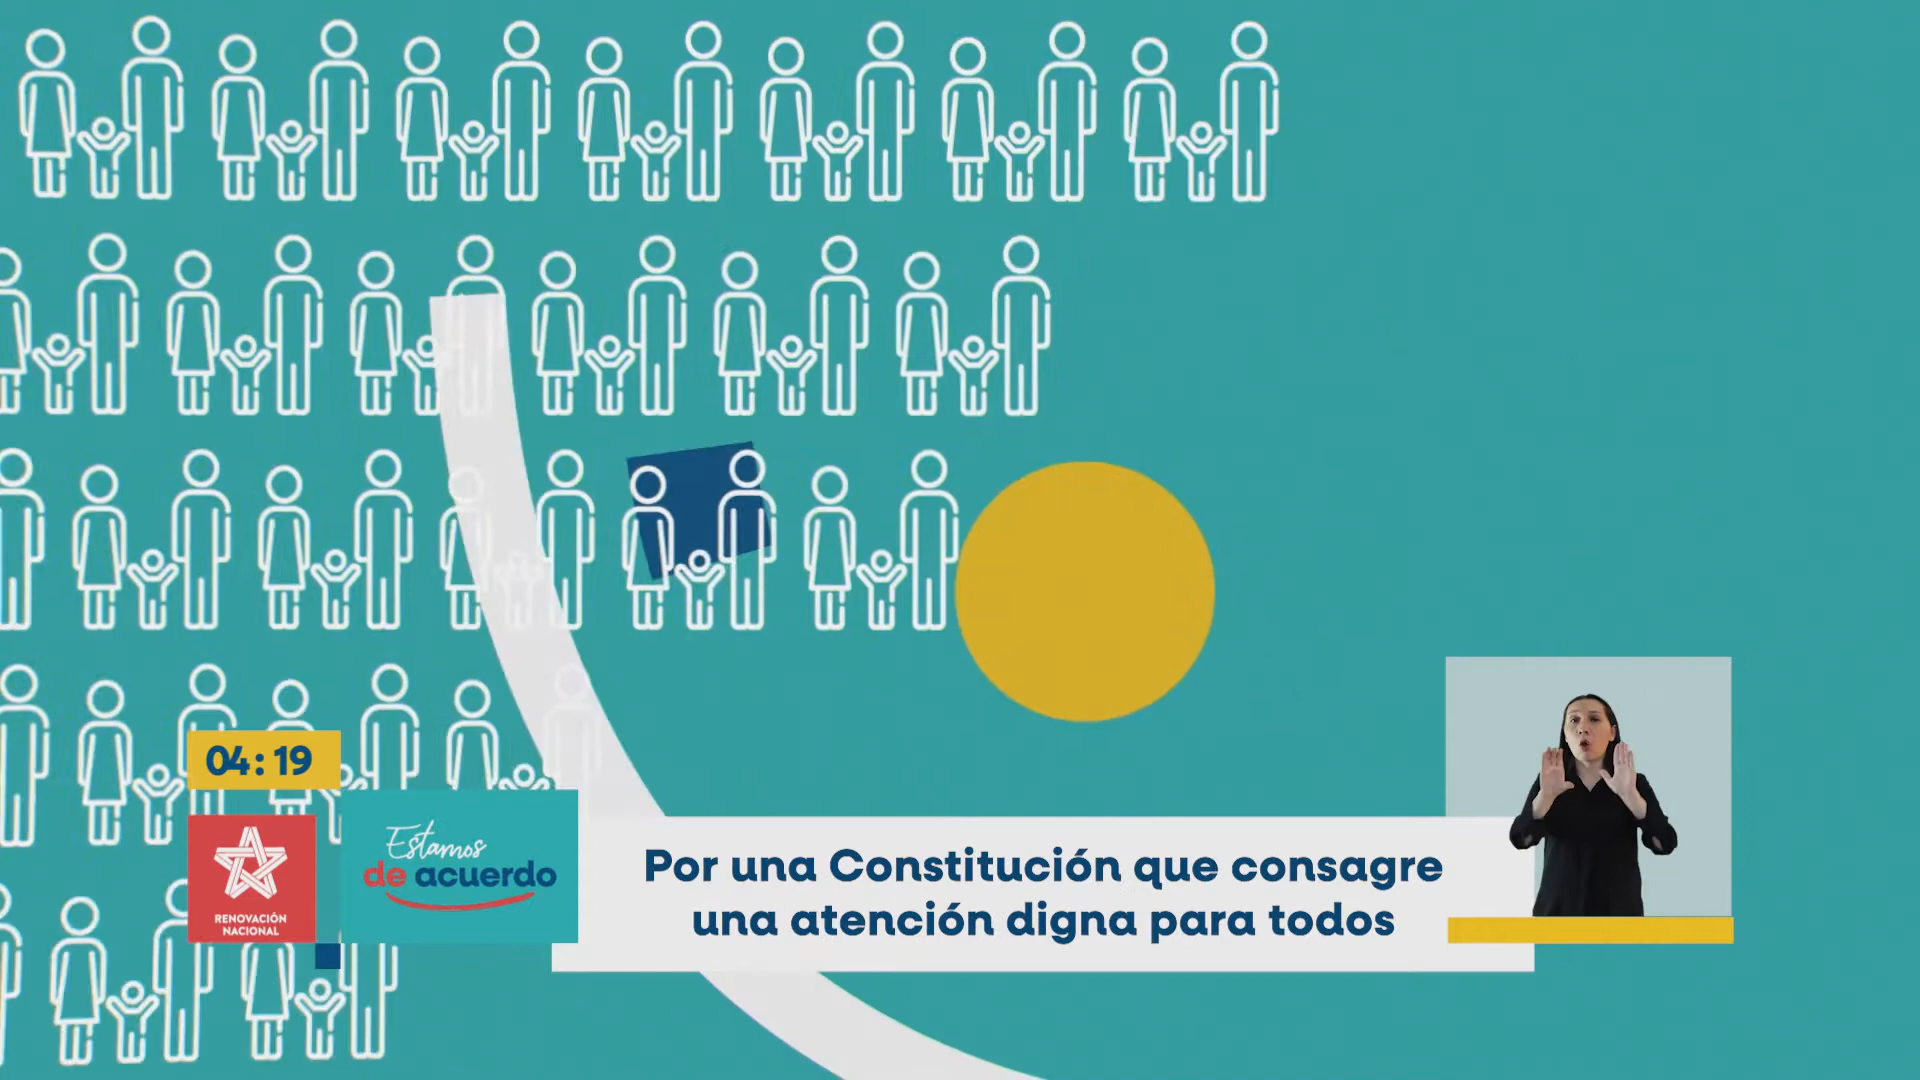 04:19
RENOVACIÓN
NACIONAL
Estamos
de acuerdo
Por una Constitución que consagre
una atención digna para todos